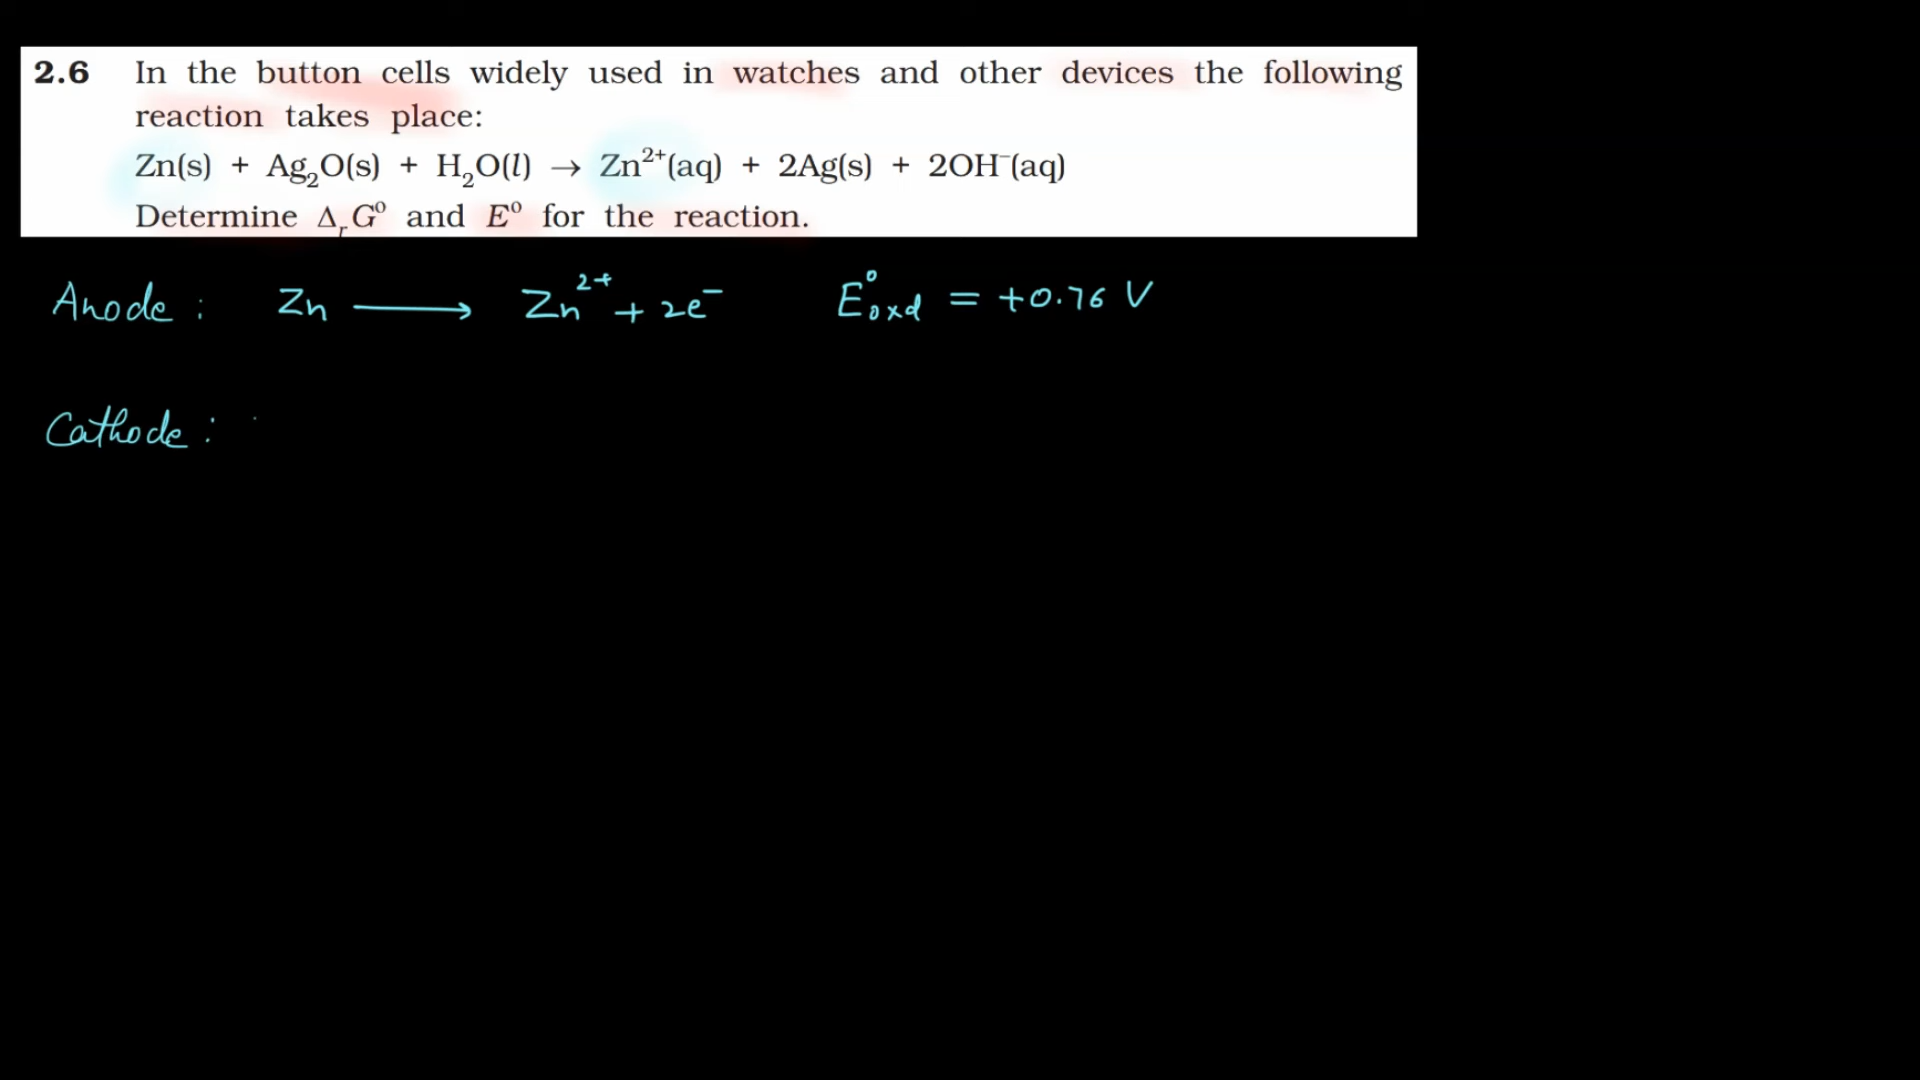 2.6 In the button cells widely used in watches and other devices the following
reaction takes place:
Zn(s) + Ag₂O(s) + H₂O(l) → Zn²⁺(aq) + 2Ag(s) + 2OH⁻(aq)
Determine ΔᵣG⁰ and E⁰ for the reaction.
Anode : Zn ⟶ Zn²⁺ + 2e⁻ E°oxd = +0.76 V
Cathode :